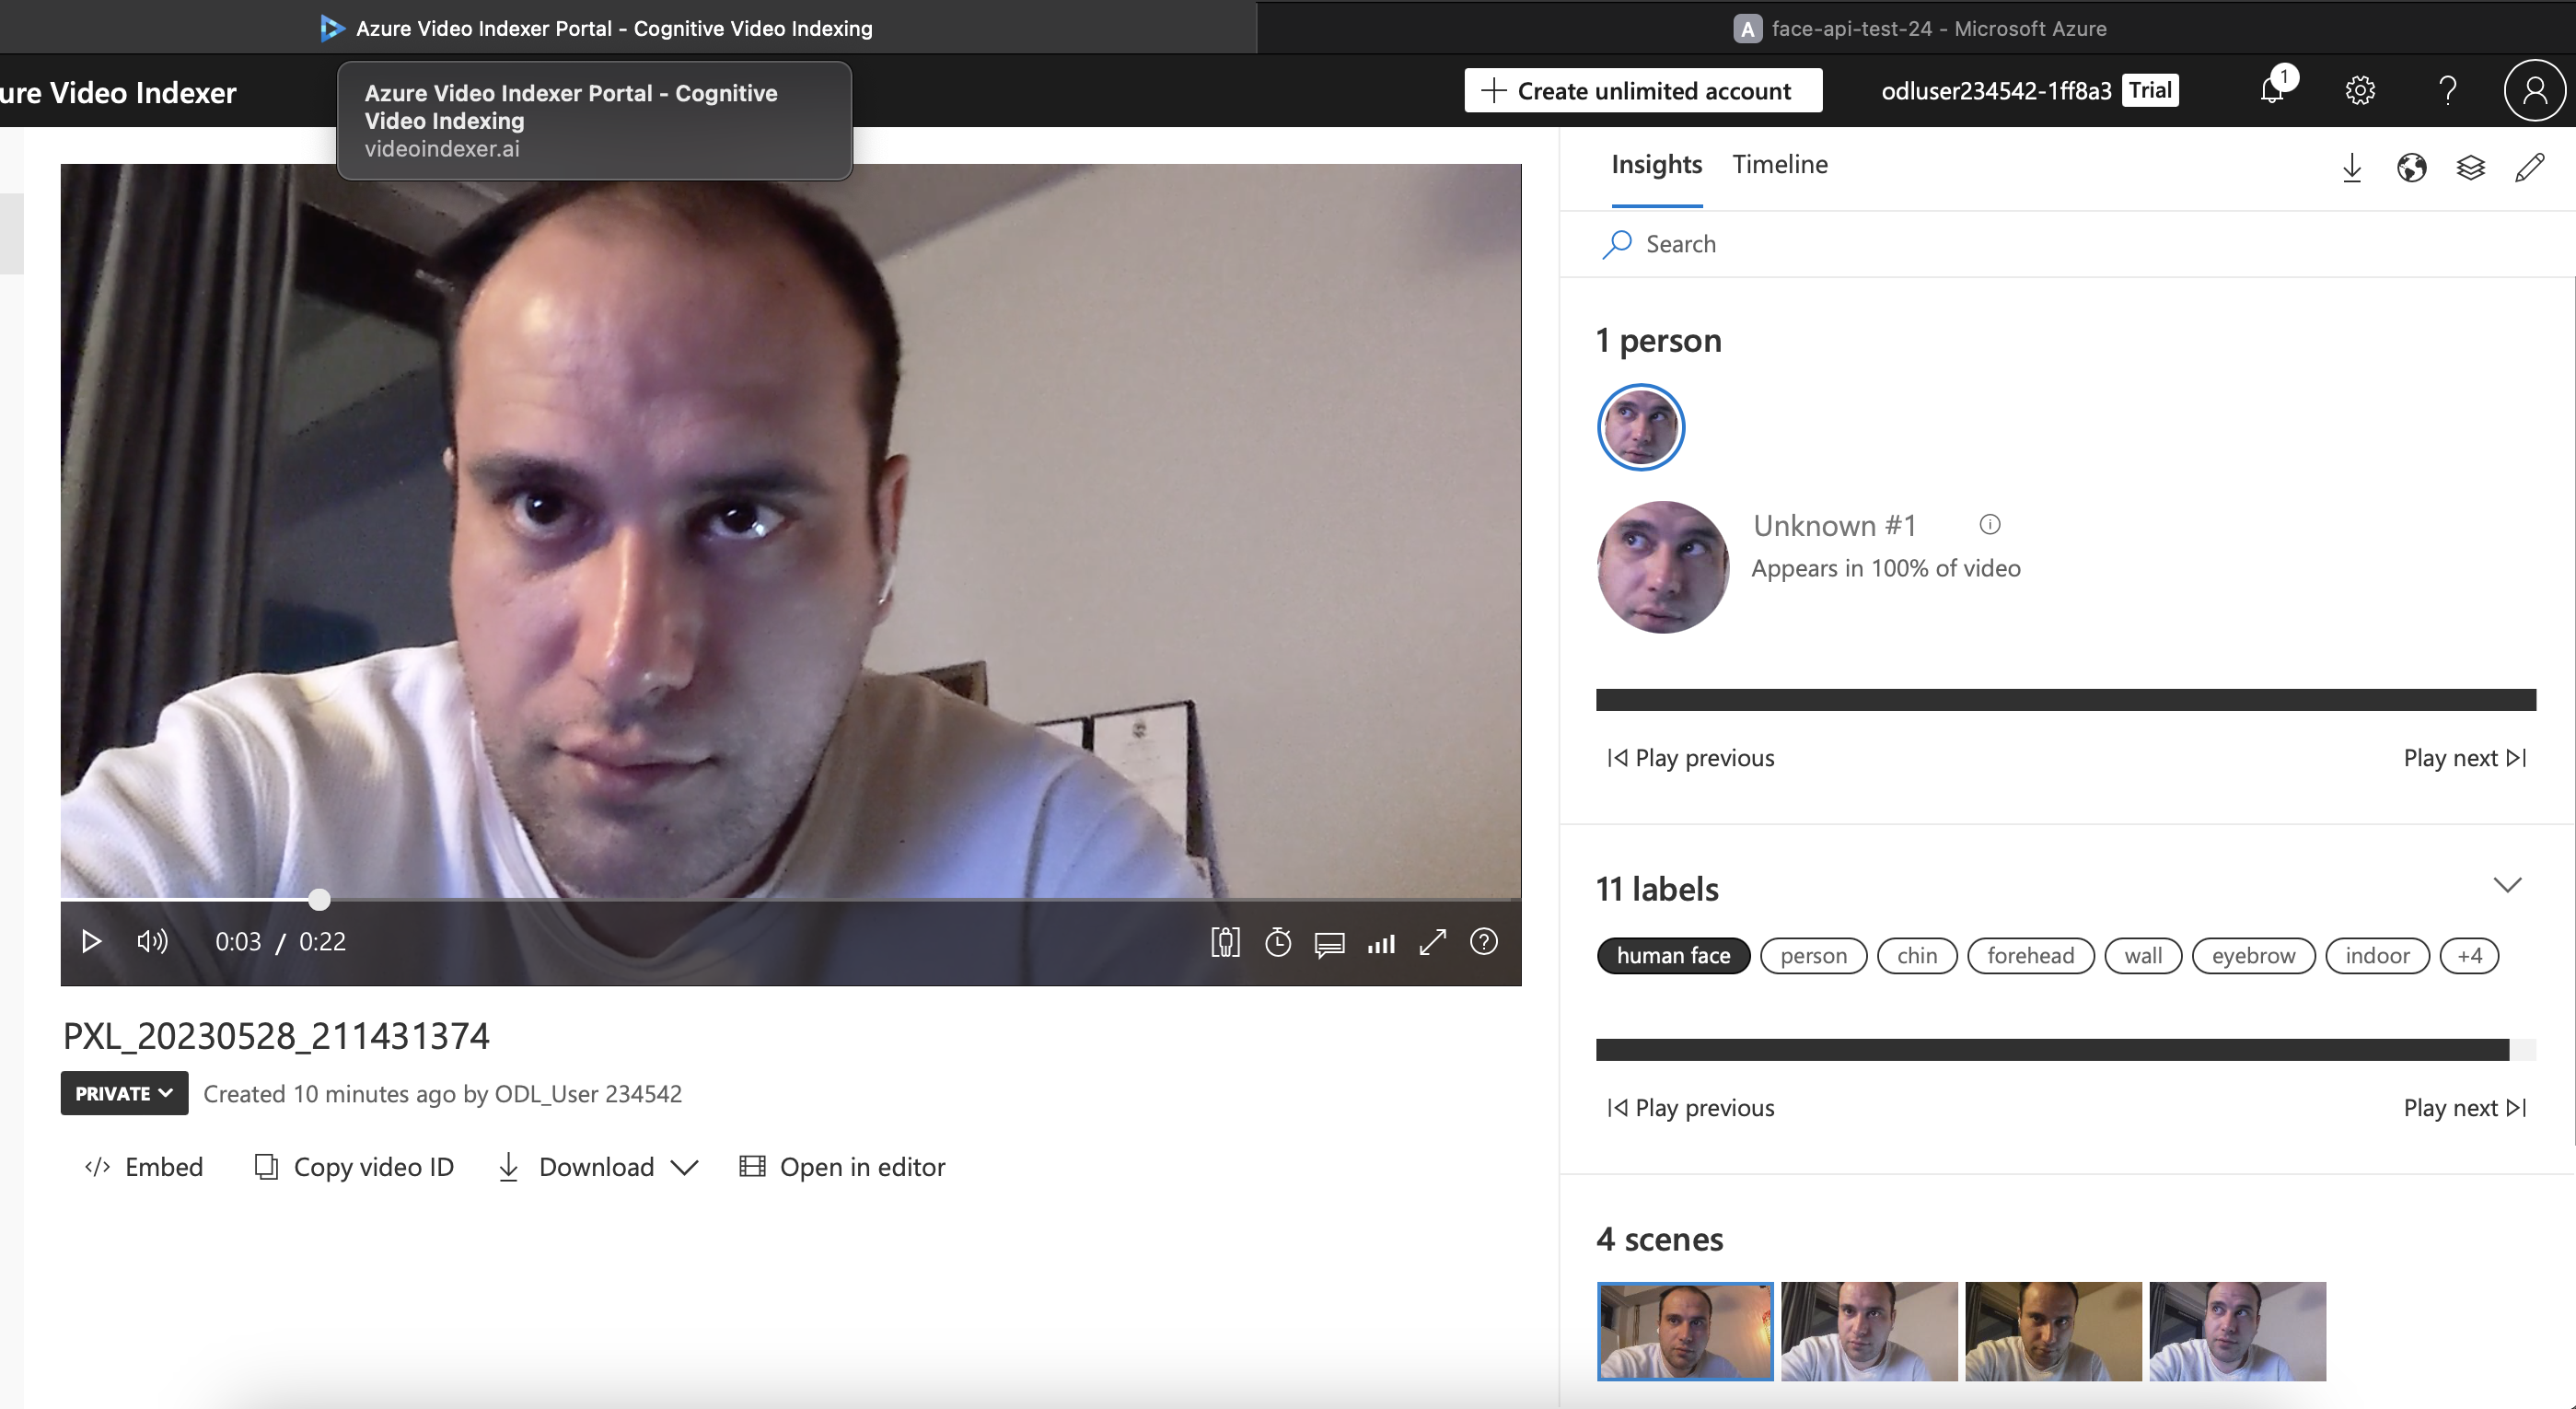 Azure Video Indexer Portal - Cognitive Video Indexing
A face-api-test-24 - Microsoft Azure
ure Video Indexer
Azure Video Indexer Portal - Cognitive
Video Indexing
videoindexer.ai
Create unlimited account
odluser234542-1ff8a3 Trial
1
Insights Timeline
Search
1 person
Unknown #1
Appears in 100% of video
Play previous Play next
11 labels
human face person chin forehead wall eyebrow indoor +4
Play previous Play next
4 scenes
0:03 / 0:22
PXL_20230528_211431374
PRIVATE Created 10 minutes ago by ODL_User 234542
</> Embed Copy video ID Download Open in editor